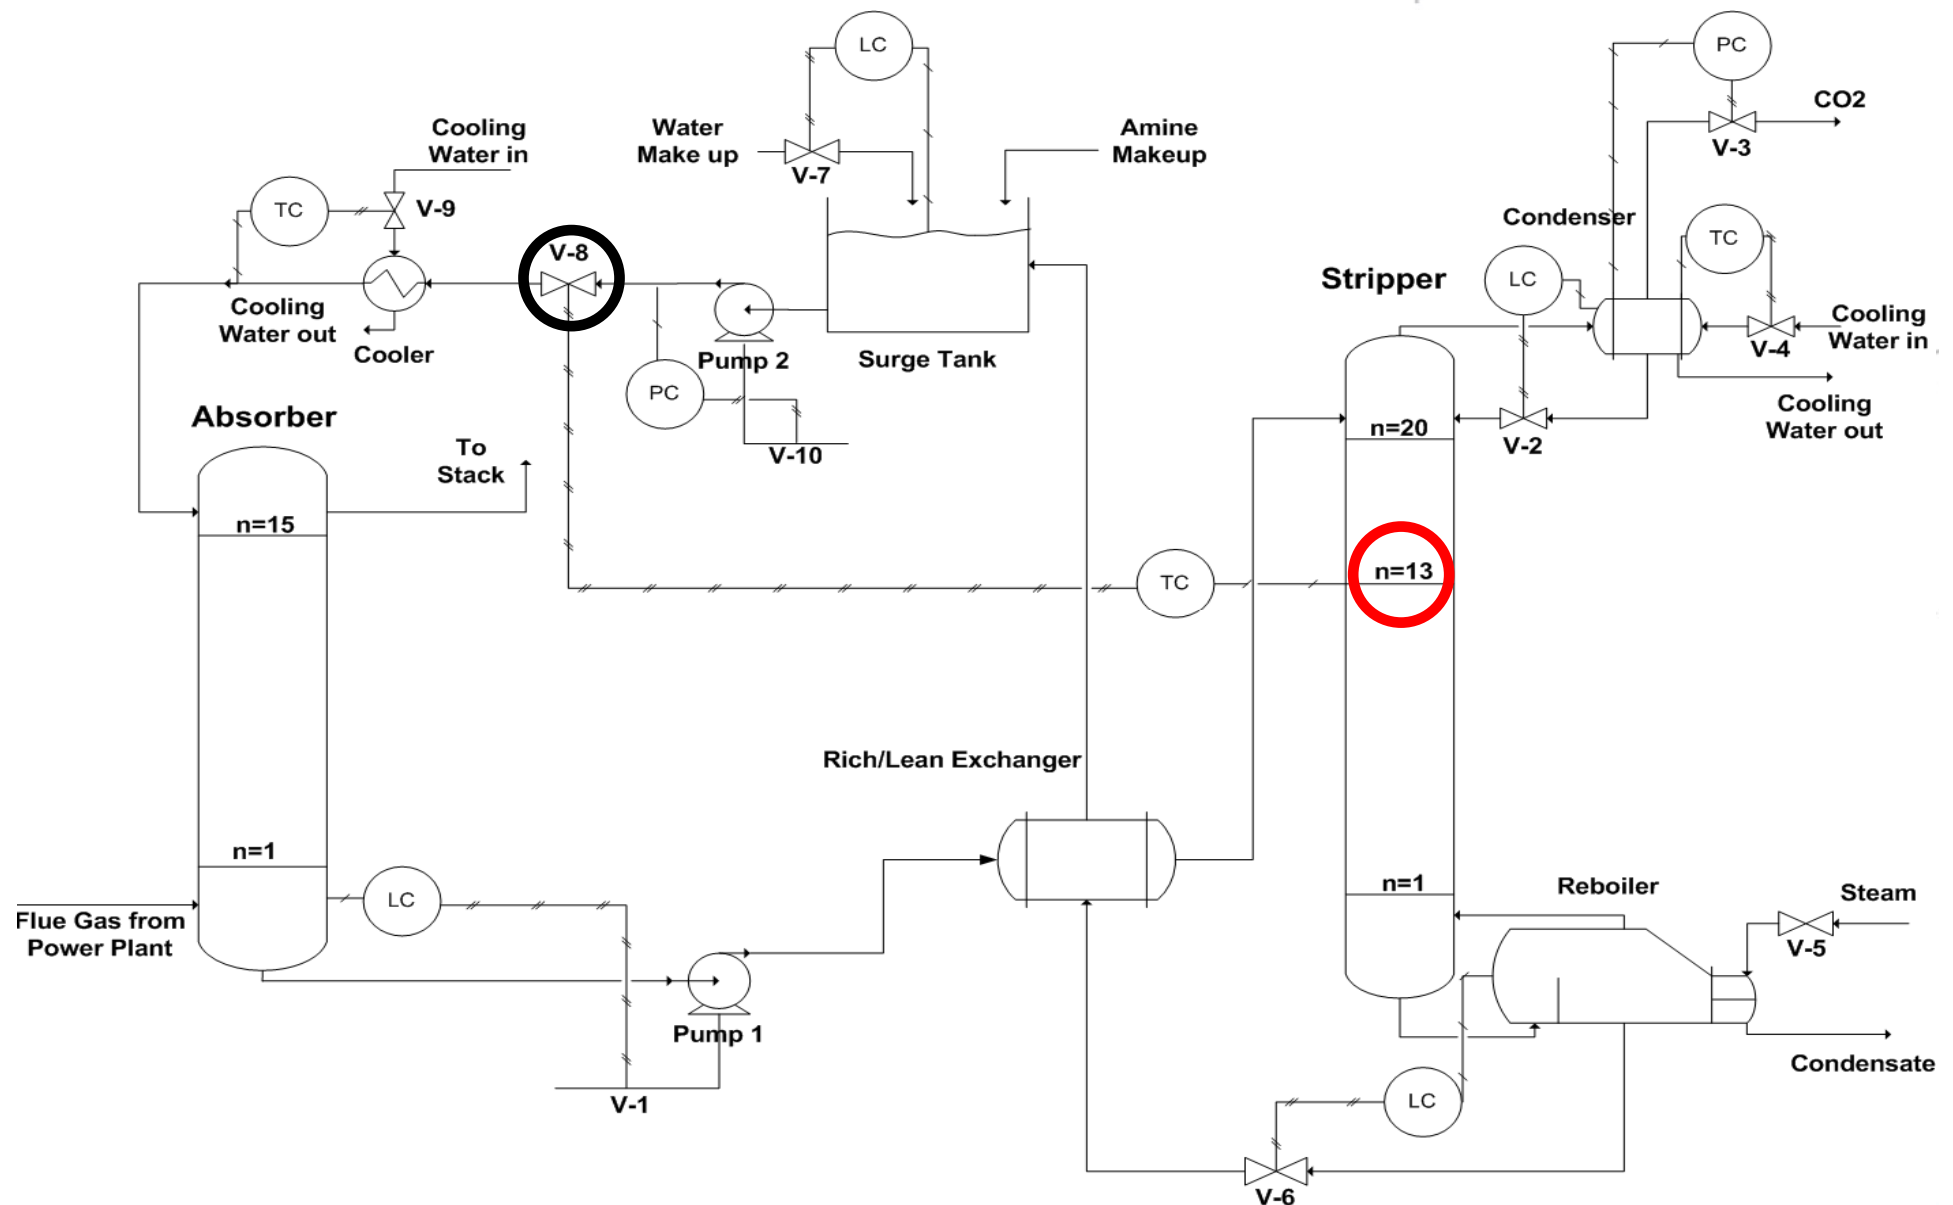 LC
PC
CO2
V-3
Cooling
Water in
Water
Make up
V-7
Amine
Makeup
TC
V-9
Condenser
TC
V-8
LC
Stripper
Cooling
Water out
Cooler
Pump 2
Surge Tank
V-4
Cooling
Water in
PC
Absorber
Cooling
Water out
n=20
V-2
To
Stack
V-10
n=15
TC
n=13
Rich/Lean Exchanger
n=1
LC
n=1
Reboiler
Steam
V-5
Flue Gas from
Power Plant
Pump 1
V-1
Condensate
LC
V-6